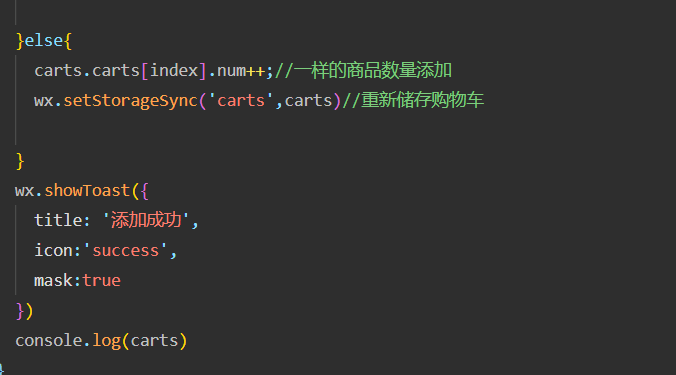 }else{
carts.carts[index].num++;//一样的商品数量添加
wx.setStorageSync('carts',carts)//重新储存购物车
}
wx.showToast({
title: '添加成功',
icon:'success',
mask:true
})
console.log(carts)
}